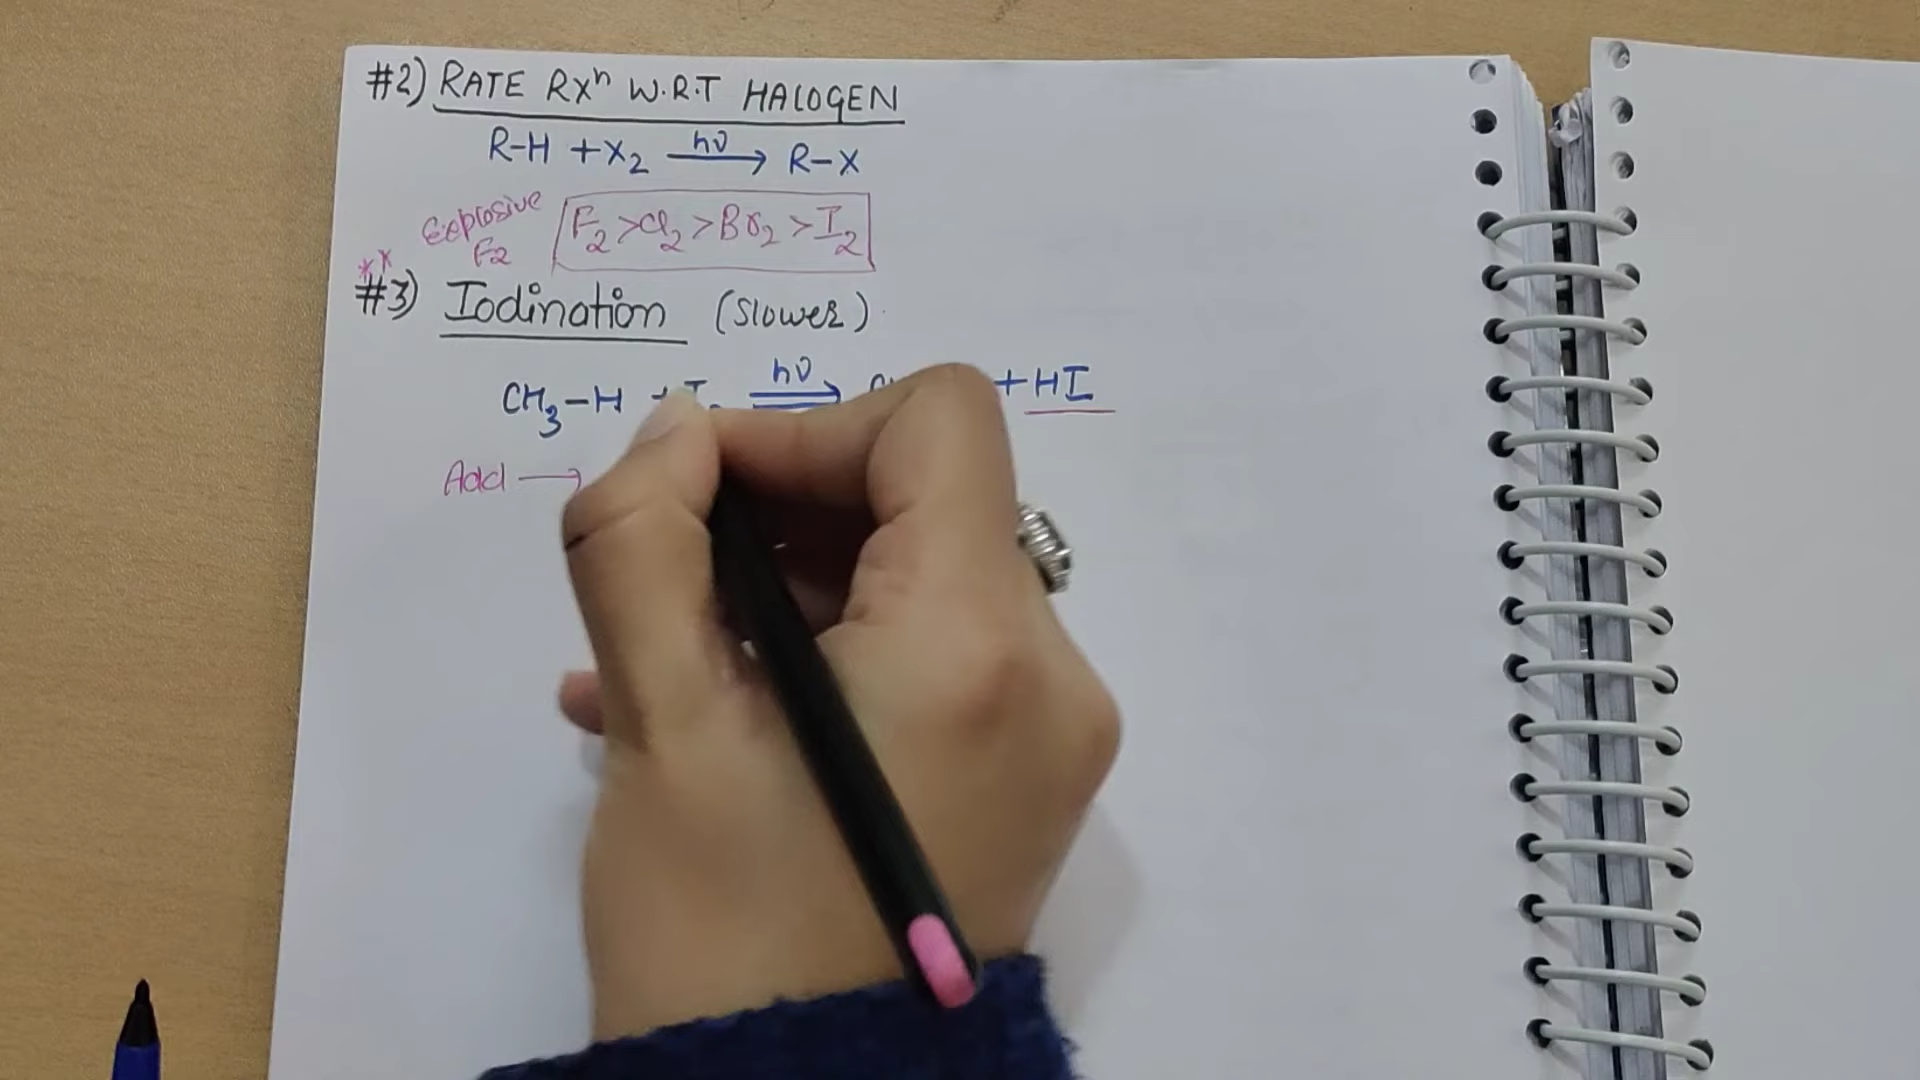 #2) RATE RXⁿ W.R.T HALOGEN
R-H + X₂ hν→ R-X
Explosive F₂
F₂ > Cl₂ > Br₂ > I₂
** #3) Iodination (Slower)
CH₃-H + I₂ hν⇌ + HI
Add →